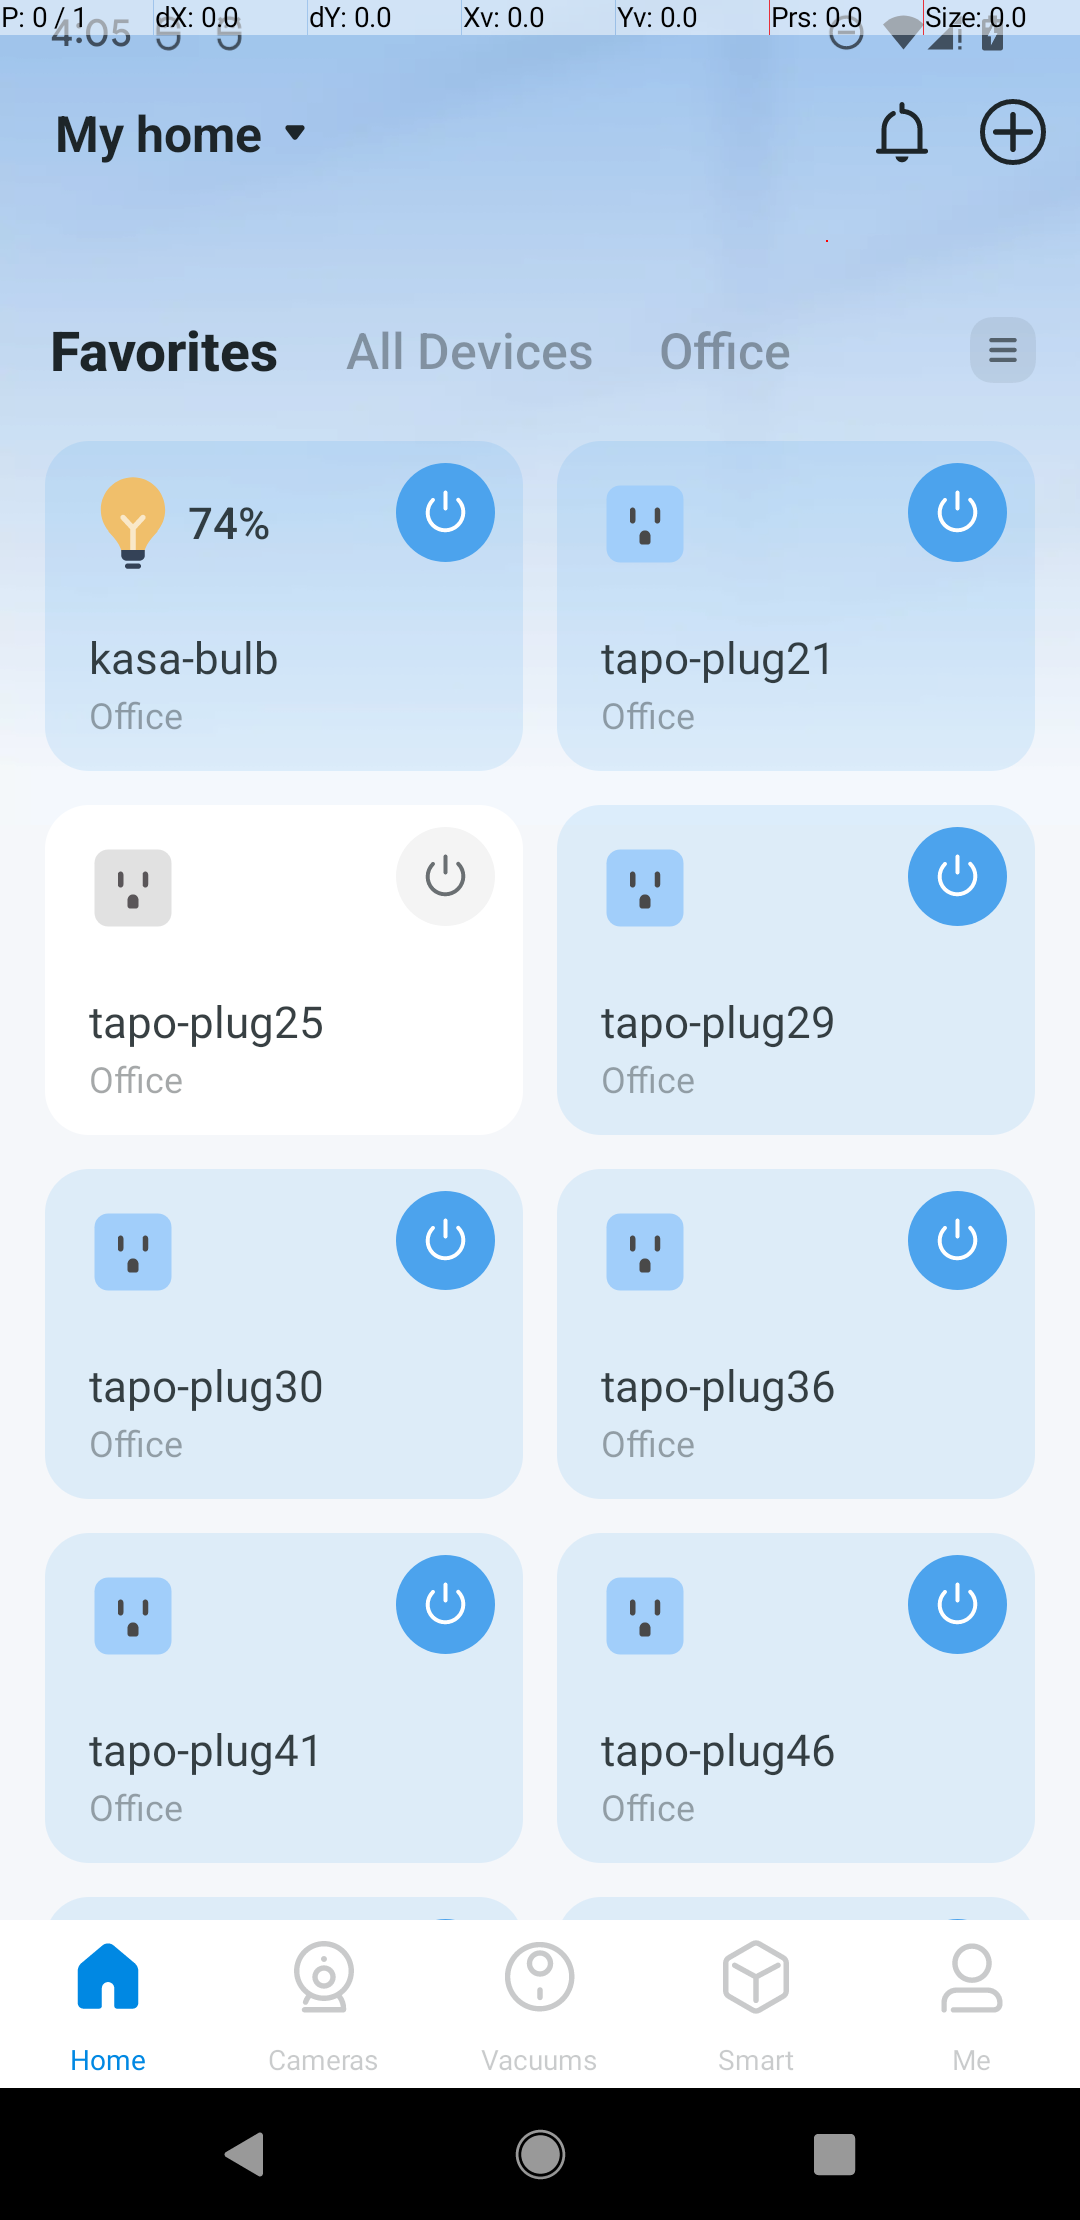 P: 0 / 1 dX: 0.0 dY: 0.0 Xv: 0.0 Yv: 0.0 Prs: 0.0 Size: 0.0
4:05
My home
Favorites All Devices Office
74%
kasa-bulb
Office
tapo-plug21
Office
tapo-plug25
Office
tapo-plug29
Office
tapo-plug30
Office
tapo-plug36
Office
tapo-plug41
Office
tapo-plug46
Office
Home Cameras Vacuums Smart Me